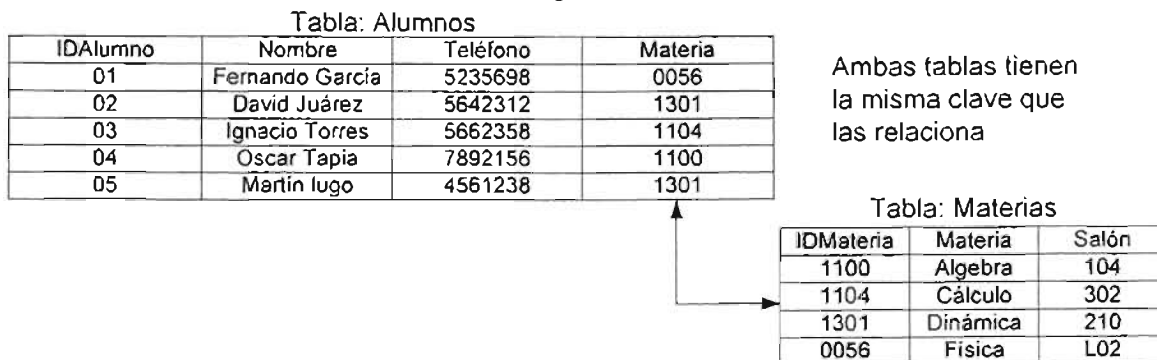 Tabla: Alumnos
IDAlumno Nombre Teléfono Materia
01 Fernando García 5235698 0056
02 David Juárez 5642312 1301
03 Ignacio Torres 5662358 1104
04 Oscar Tapia 7892156 1100
05 Martin lugo 4561238 1301
Ambas tablas tienen
la misma clave que
las relaciona
Tabla: Materias
IDMateria Materia Salón
1100 Algebra 104
1104 Cálculo 302
1301 Dinámica 210
0056 Física L02